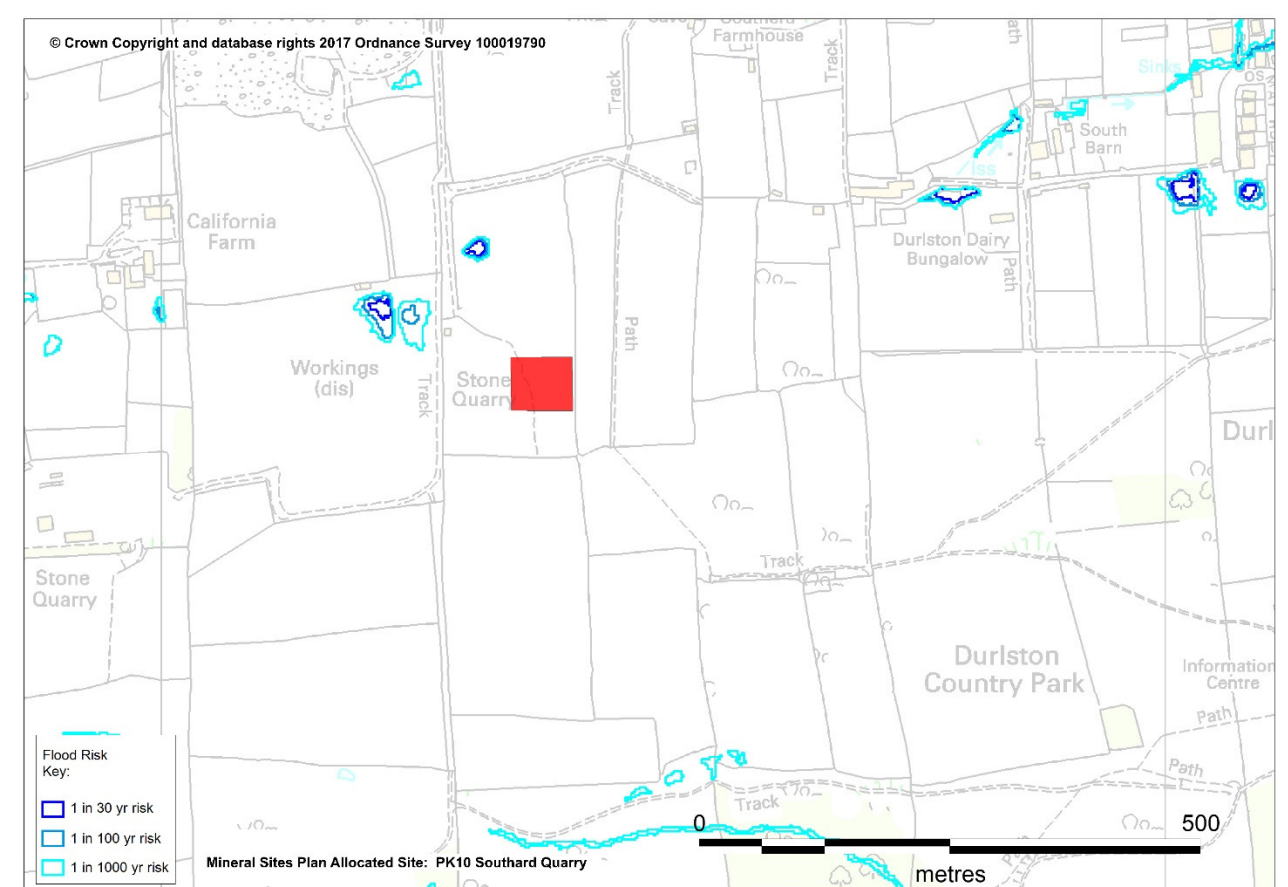 © Crown Copyright and database rights 2017 Ordnance Survey 100019790
Southern
Farmhouse
Track
Track
Path
Sinks
South
Barn
California
Farm
Durlston Dairy
Bungalow
Path
Path
Workings
(dis)
Track
Stone
Quarry
Durl
Track
Stone
Quarry
Durlston
Country Park
Information
Centre
Path
Path
Track
Flood Risk
Key:
1 in 30 yr risk
1 in 100 yr risk
1 in 1000 yr risk
0
500
metres
Mineral Sites Plan Allocated Site: PK10 Southard Quarry